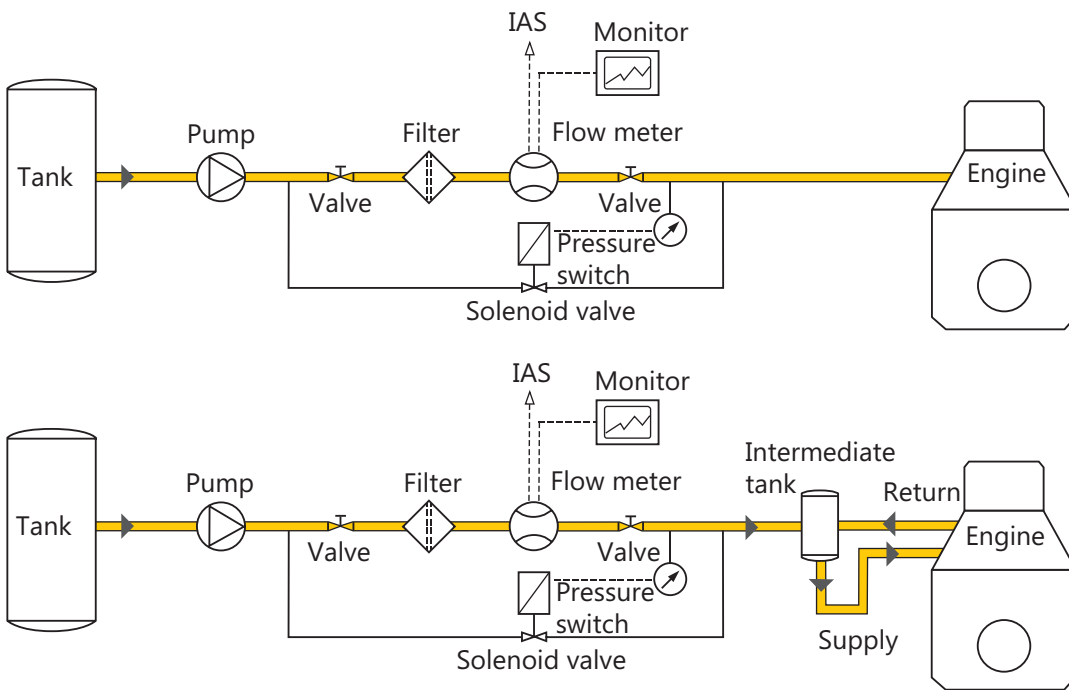 IAS
Monitor
Pump
Filter
Flow meter
Tank
Engine
Valve
Valve
Pressure
switch
Solenoid valve
IAS
Monitor
Intermediate
tank
Pump
Filter
Flow meter
Return
Tank
Engine
Valve
Valve
Pressure
switch
Supply
Solenoid valve